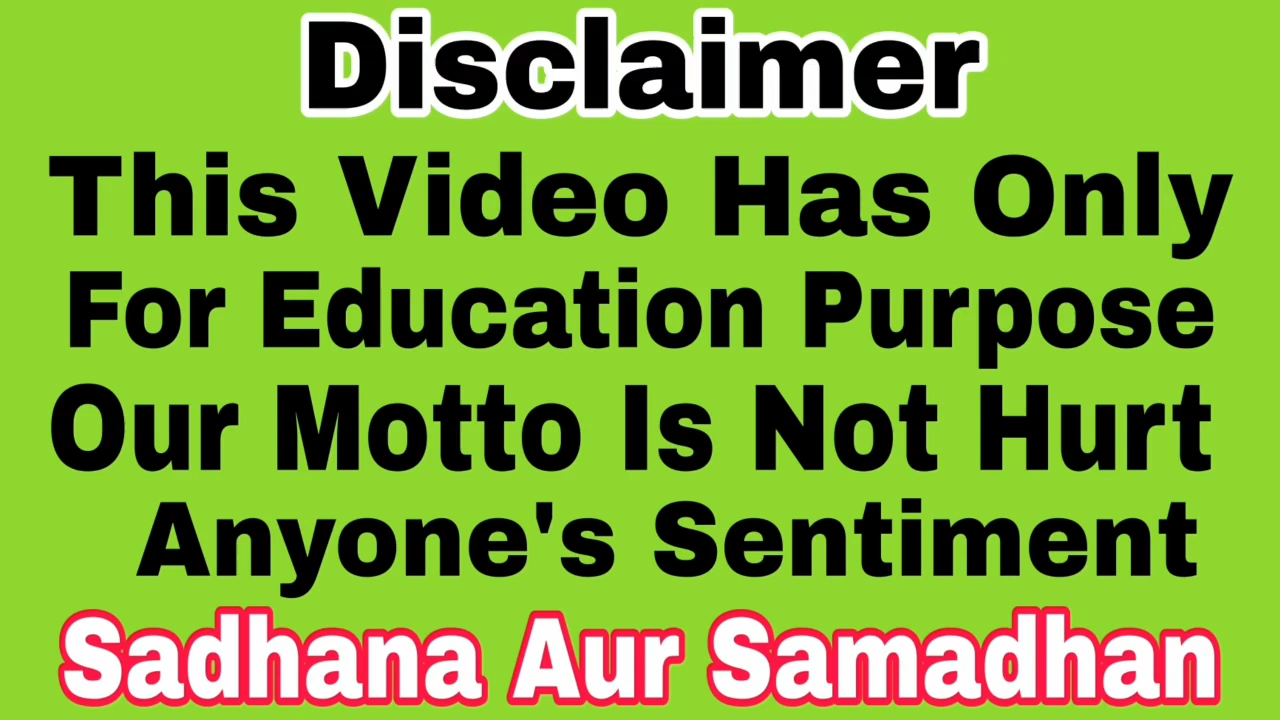 Disclaimer
This Video Has Only
For Education Purpose
Our Motto Is Not Hurt
Anyone's Sentiment
Sadhana Aur Samadhan